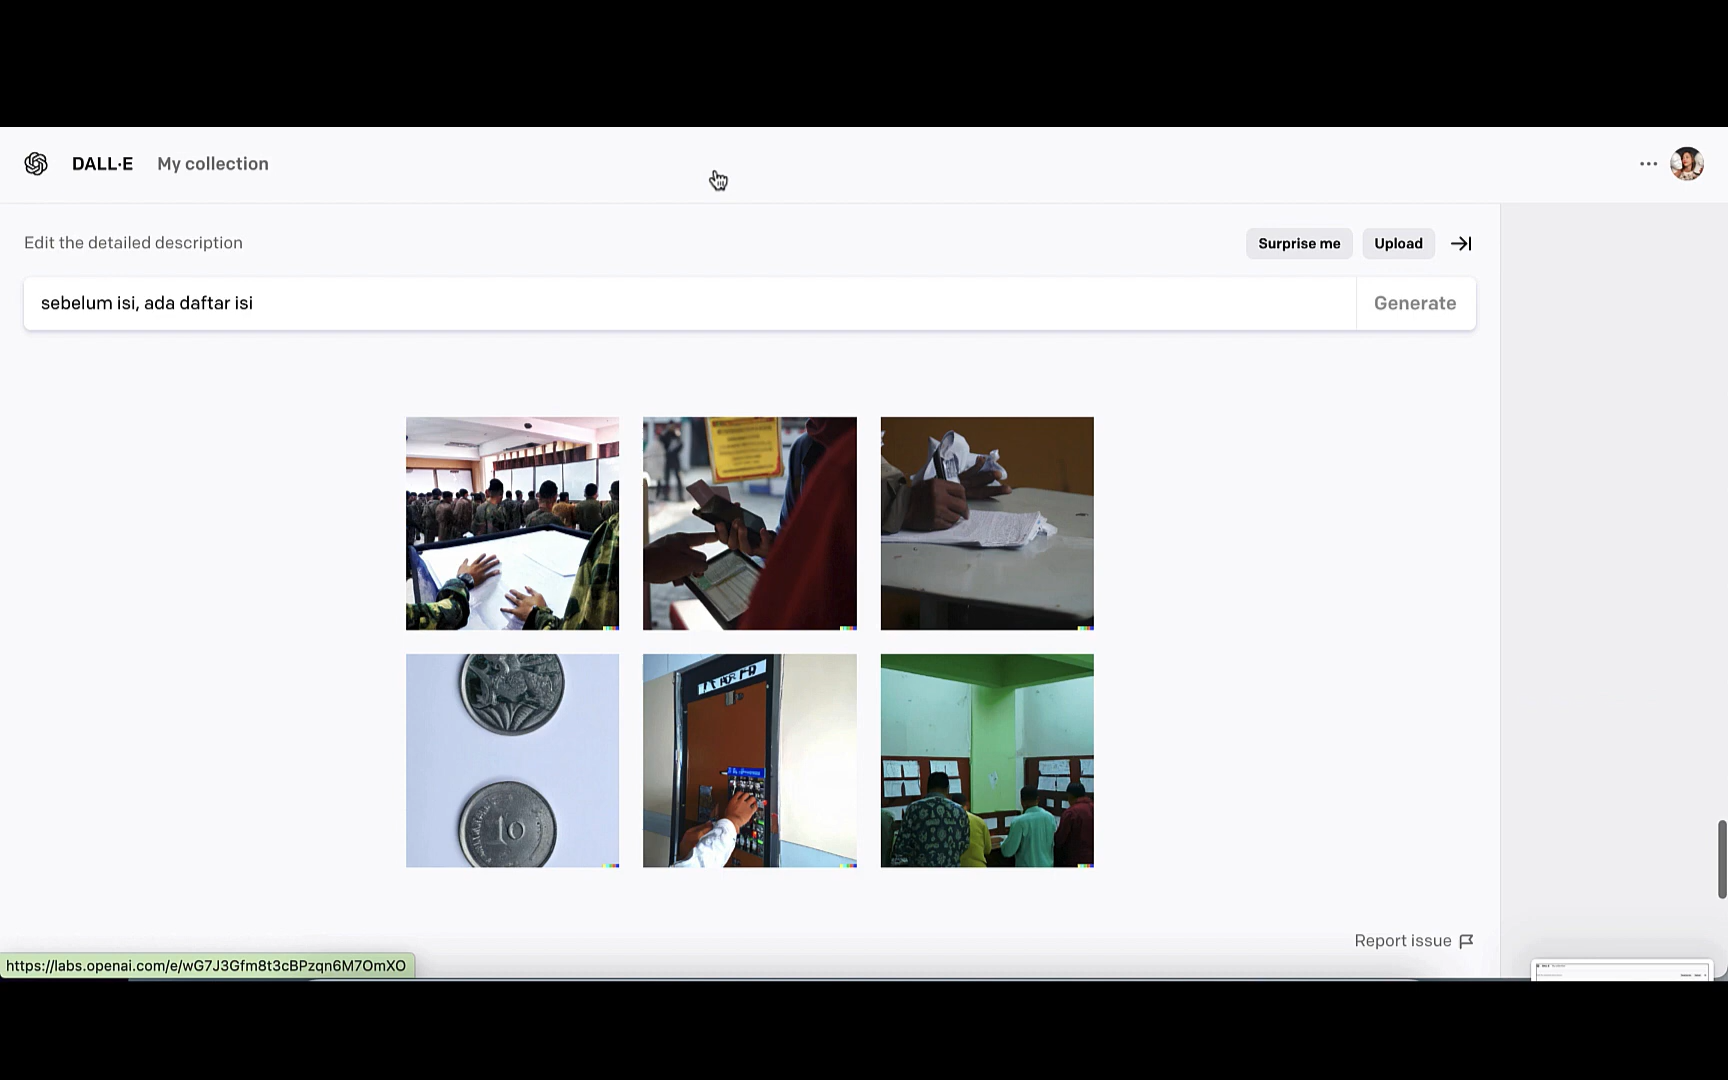 DALL·E My collection
Edit the detailed description
Surprise me Upload
sebelum isi, ada daftar isi
Generate
10
Report issue
https://labs.openai.com/e/wG7J3Gfm8t3cBPzqn6M7OmXO